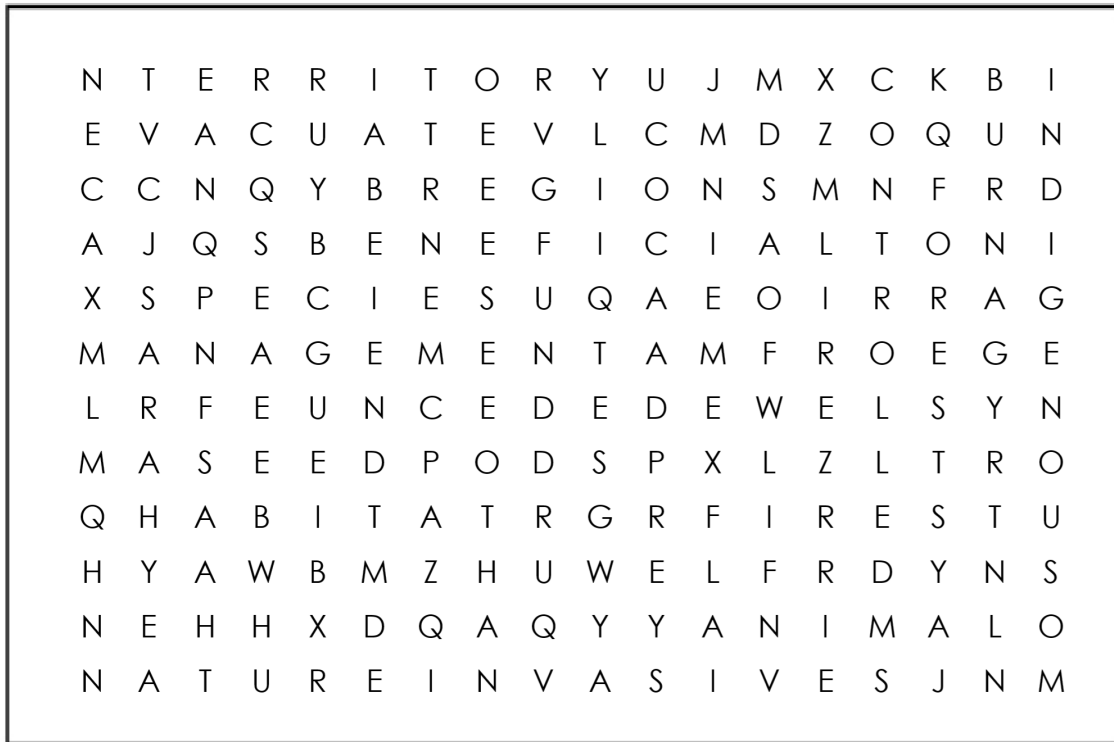 N T E R R I T O R Y U J M X C K B I
E V A C U A T E V L C M D Z O Q U N
C C N Q Y B R E G I O N S M N F R D
A J Q S B E N E F I C I A L T O N I
X S P E C I E S U Q A E O I R R A G
M A N A G E M E N T A M F R O E G E
L R F E U N C E D E D E W E L S Y N
M A S E E D P O D S P X L Z L T R O
Q H A B I T A T R G R F I R E S T U
H Y A W B M Z H U W E L F R D Y N S
N E H H X D Q A Q Y Y A N I M A L O
N A T U R E I N V A S I V E S J N M